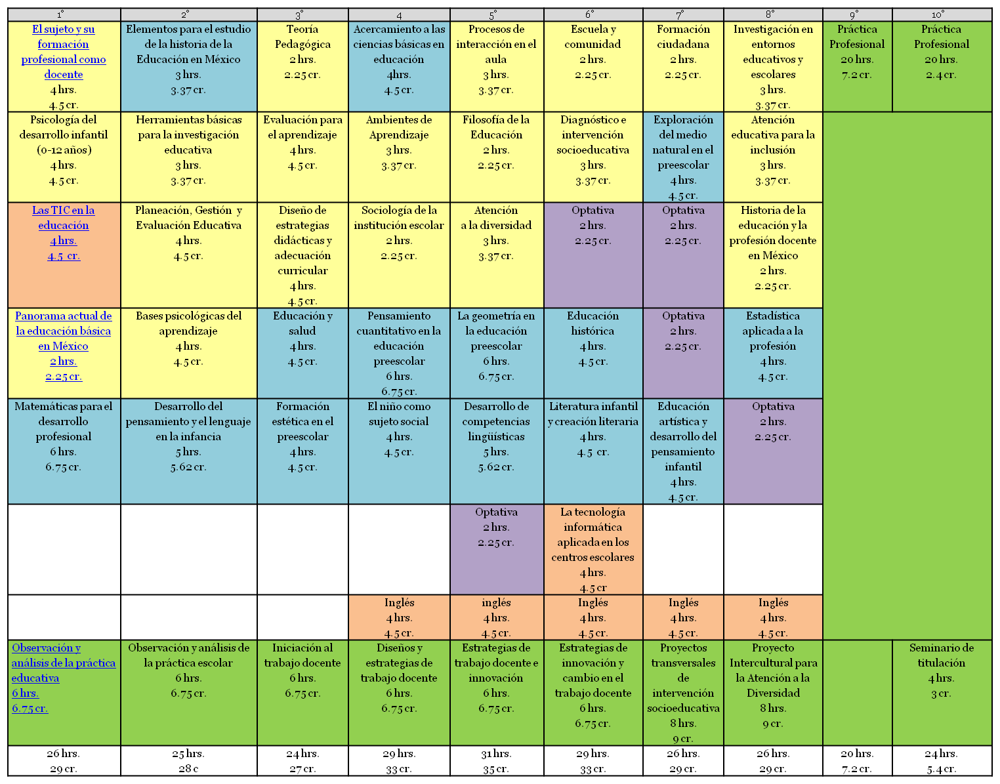 1°
2°
3°
4
5°
6°
7°
8°
9°
10°
El sujeto y su
formación
profesional como
docente
4 hrs.
4.5 cr.
Elementos para el estudio
de la historia de la
Educación en México
3 hrs.
3.37 cr.
Teoría
Pedagógica
2 hrs.
2.25 cr.
Acercamiento a las
ciencias básicas en
educación
4hrs.
4.5 cr.
Procesos de
interacción en el
aula
3 hrs.
3.37 cr.
Escuela y
comunidad
2 hrs.
2.25 cr.
Formación
ciudadana
2 hrs.
2.25 cr.
Investigación en
entornos
educativos y
escolares
3 hrs.
3.37 cr.
Práctica
Profesional
20 hrs.
7.2 cr.
Práctica
Profesional
20 hrs.
2.4 cr.
Psicología del
desarrollo infantil
(0-12 años)
4 hrs.
4.5 cr.
Herramientas básicas
para la investigación
educativa
3 hrs.
3.37 cr.
Evaluación para
el aprendizaje
4 hrs.
4.5 cr.
Ambientes de
Aprendizaje
3 hrs.
3.37 cr.
Filosofía de la
Educación
2 hrs.
2.25 cr.
Diagnóstico e
intervención
socioeducativa
3 hrs.
3.37 cr.
Exploración
del medio
natural en el
preescolar
4 hrs.
4.5 cr.
Atención
educativa para la
inclusión
3 hrs.
3.37 cr.
Las TIC en la
educación
4 hrs.
4.5 cr.
Planeación, Gestión y
Evaluación Educativa
4 hrs.
4.5 cr.
Diseño de
estrategias
didácticas y
adecuación
curricular
4 hrs.
4.5 cr.
Sociología de la
institución escolar
2 hrs.
2.25 cr.
Atención
a la diversidad
3 hrs.
3.37 cr.
Optativa
2 hrs.
2.25 cr.
Optativa
2 hrs.
2.25 cr.
Historia de la
educación y la
profesión docente
en México
2 hrs.
2.25 cr.
Panorama actual de
la educación básica
en México
2 hrs.
2.25 cr.
Bases psicológicas del
aprendizaje
4 hrs.
4.5 cr.
Educación y
salud
4 hrs.
4.5 cr.
Pensamiento
cuantitativo en la
educación
preescolar
6 hrs.
6.75 cr.
La geometría en
la educación
preescolar
6 hrs.
6.75 cr.
Educación
histórica
4 hrs.
4.5 cr.
Optativa
2 hrs.
2.25 cr.
Estadística
aplicada a la
profesión
4 hrs.
4.5 cr.
Matemáticas para el
desarrollo
profesional
6 hrs.
6.75 cr.
Desarrollo del
pensamiento y el lenguaje
en la infancia
5 hrs.
5.62 cr.
Formación
estética en el
preescolar
4 hrs.
4.5 cr.
El niño como
sujeto social
4 hrs.
4.5 cr.
Desarrollo de
competencias
lingüísticas
5 hrs.
5.62 cr.
Literatura infantil
y creación literaria
4 hrs.
4.5 cr.
Educación
artística y
desarrollo del
pensamiento
infantil
4 hrs.
4.5 cr.
Optativa
2 hrs.
2.25 cr.
Optativa
2 hrs.
2.25 cr.
La tecnología
informática
aplicada en los
centros escolares
4 hrs.
4.5 cr
Inglés
4 hrs.
4.5 cr.
inglés
4 hrs.
4.5 cr.
Inglés
4 hrs.
4.5 cr.
Inglés
4 hrs.
4.5 cr.
Inglés
4 hrs.
4.5 cr.
Observación y
análisis de la práctica
educativa
6 hrs.
6.75 cr.
Observación y análisis de
la práctica escolar
6 hrs.
6.75 cr.
Iniciación al
trabajo docente
6 hrs.
6.75 cr.
Diseños y
estrategias de
trabajo docente
6 hrs.
6.75 cr.
Estrategias de
trabajo docente e
innovación
6 hrs.
6.75 cr.
Estrategias de
innovación y
cambio en el
trabajo docente
6 hrs.
6.75 cr.
Proyectos
transversales
de
intervención
socioeducativa
8 hrs.
9 cr.
Proyecto
Intercultural para
la Atención a la
Diversidad
8 hrs.
9 cr.
Seminario de
titulación
4 hrs.
3 cr.
26 hrs.
29 cr.
25 hrs.
28 c
24 hrs.
27 cr.
29 hrs.
33 cr.
31 hrs.
35 cr.
29 hrs.
33 cr.
26 hrs.
29 cr.
26 hrs.
29 cr.
20 hrs.
7.2 cr.
24 hrs.
5.4 cr.